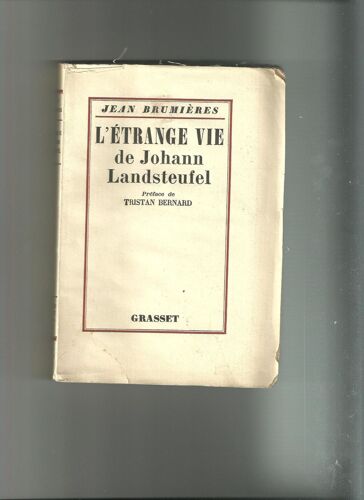 JEAN BRUMIÈRES
L'ÉTRANGE VIE
de Johann
Landsteufel
Préface de
TRISTAN BERNARD
GRASSET